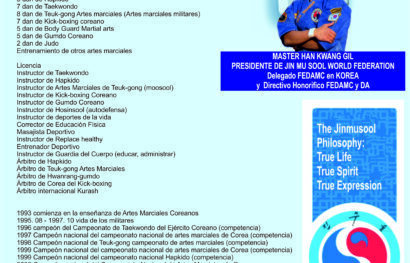 7 dan de Taekwondo
8 dan de Teuk-gong Artes marciales (Artes marciales militares)
7 dan de Kick-boxing coreano
5 dan de Body Guard Martial arts
5 dan de Gumdo Coreano
2 dan de Judo
Entrenamiento de otros artes marciales
Licencia
Instructor de Taekwondo
Instructor de Hapkido
Instructor de Artes Marciales de Teuk-gong (moosool)
Instructor de Kick-boxing Coreano
Instructor de Gumdo Coreano
Instructor de Hosinsool (autodefensa)
Instructor de deportes de la vida
Corrector de Educación Física
Masajista Deportivo
Instructor de Replace healthy
Entrenador Deportivo
Instructor de Guardia del Cuerpo (educar, administrar)
Árbitro de Hapkido
Árbitro de Teuk-gong Artes Marciales
Árbitro de Hwanrang-gumdo
Árbitro de Corea del Kick-boxing
Árbitro internacional Kurash
1993 comienza en la enseñanza de Artes Marciales Coreanos
1995. 08 - 1997. 10 vida de los militares
1996 campeón del Campeonato de Taekwondo del Ejército Coreano (competencia)
1997 Campeón nacional del campeonato nacional de artes marciales de Corea (competencia)
1998 Campeón nacional de Teuk-gong campeonato de artes marciales (competencia)
1999 Campeón nacional del campeonato nacional de artes marciales de Corea (competencia)
1999 Campeón nacional del campeonato nacional Hapkido (competencia)
MASTER HAN KWANG GIL
PRESIDENTE DE JIN MU SOOL WORLD FEDERATION
Delegado FEDAMC en KOREA
y Directivo Honorífico FEDAMC y DA
The Jinmusool
Philosophy:
True Life
True Spirit
True Expression